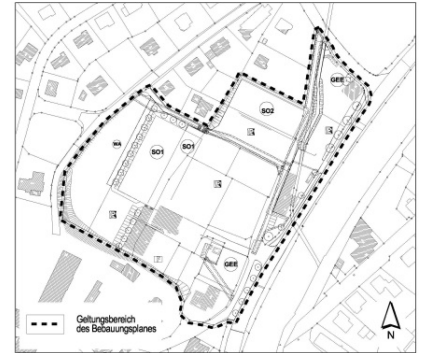 GEE
SO2
WA
SO1
SO1
GEE
Geltungsbereich
des Bebauungsplanes
N